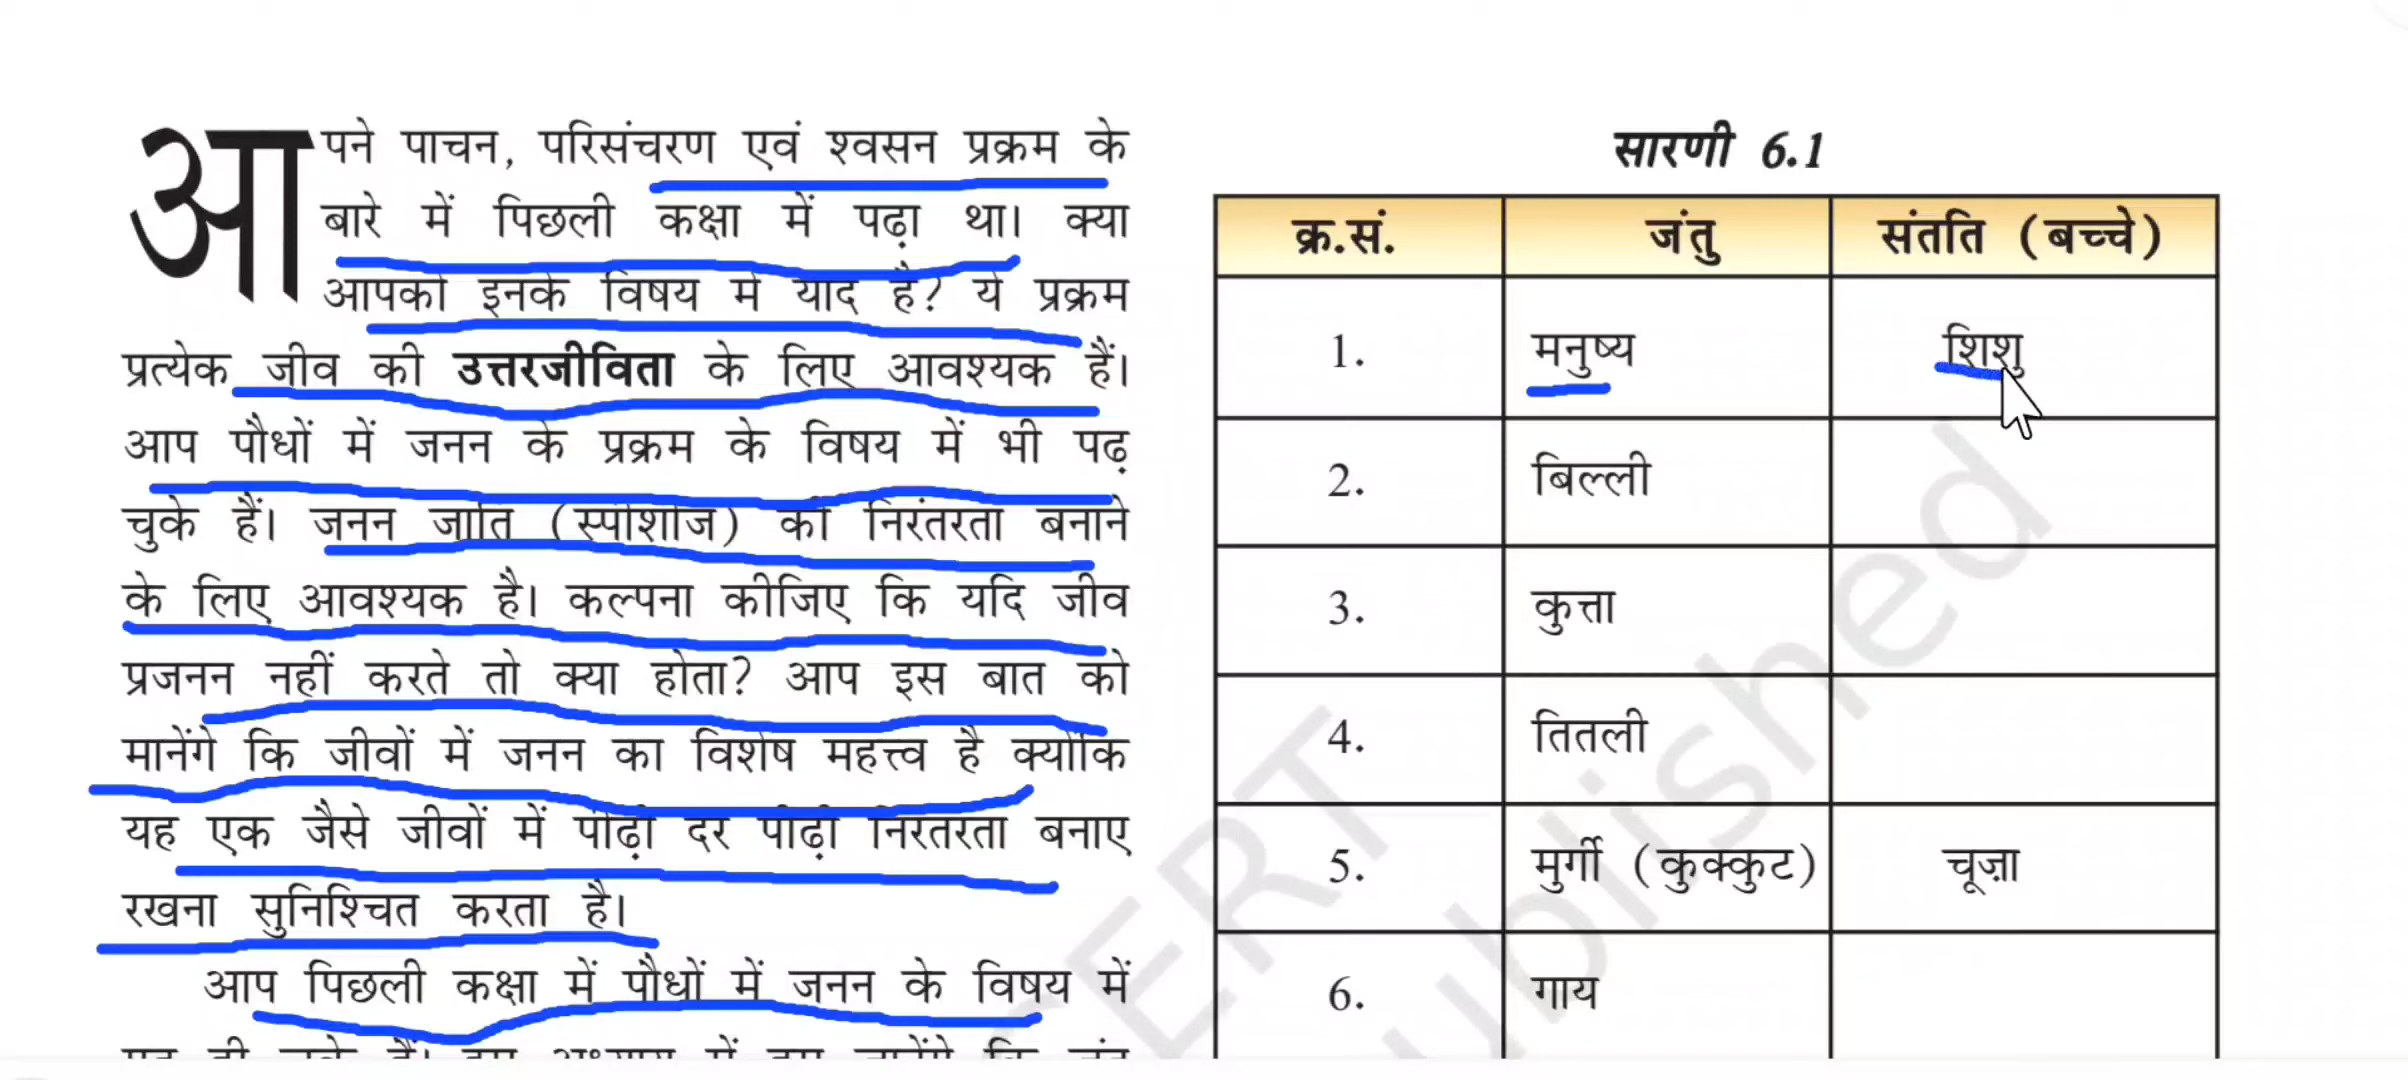 आपने पाचन, परिसंचरण एवं श्वसन प्रक्रम के
बारे में पिछली कक्षा में पढ़ा था। क्या
आपको इनके विषय में याद है? ये प्रक्रम
प्रत्येक जीव की उत्तरजीविता के लिए आवश्यक हैं।
आप पौधों में जनन के प्रक्रम के विषय में भी पढ़
चुके हैं। जनन जाति (स्पीशीज) की निरंतरता बनाने
के लिए आवश्यक है। कल्पना कीजिए कि यदि जीव
प्रजनन नहीं करते तो क्या होता? आप इस बात को
मानेंगे कि जीवों में जनन का विशेष महत्त्व है क्योंकि
यह एक जैसे जीवों में पीढ़ी दर पीढ़ी निरंतरता बनाए
रखना सुनिश्चित करता है।
आप पिछली कक्षा में पौधों में जनन के विषय में
सारणी 6.1
क्र.सं. जंतु संतति (बच्चे)
1. मनुष्य शिशु
2. बिल्ली
3. कुत्ता
4. तितली
5. मुर्गी (कुक्कुट) चूज़ा
6. गाय